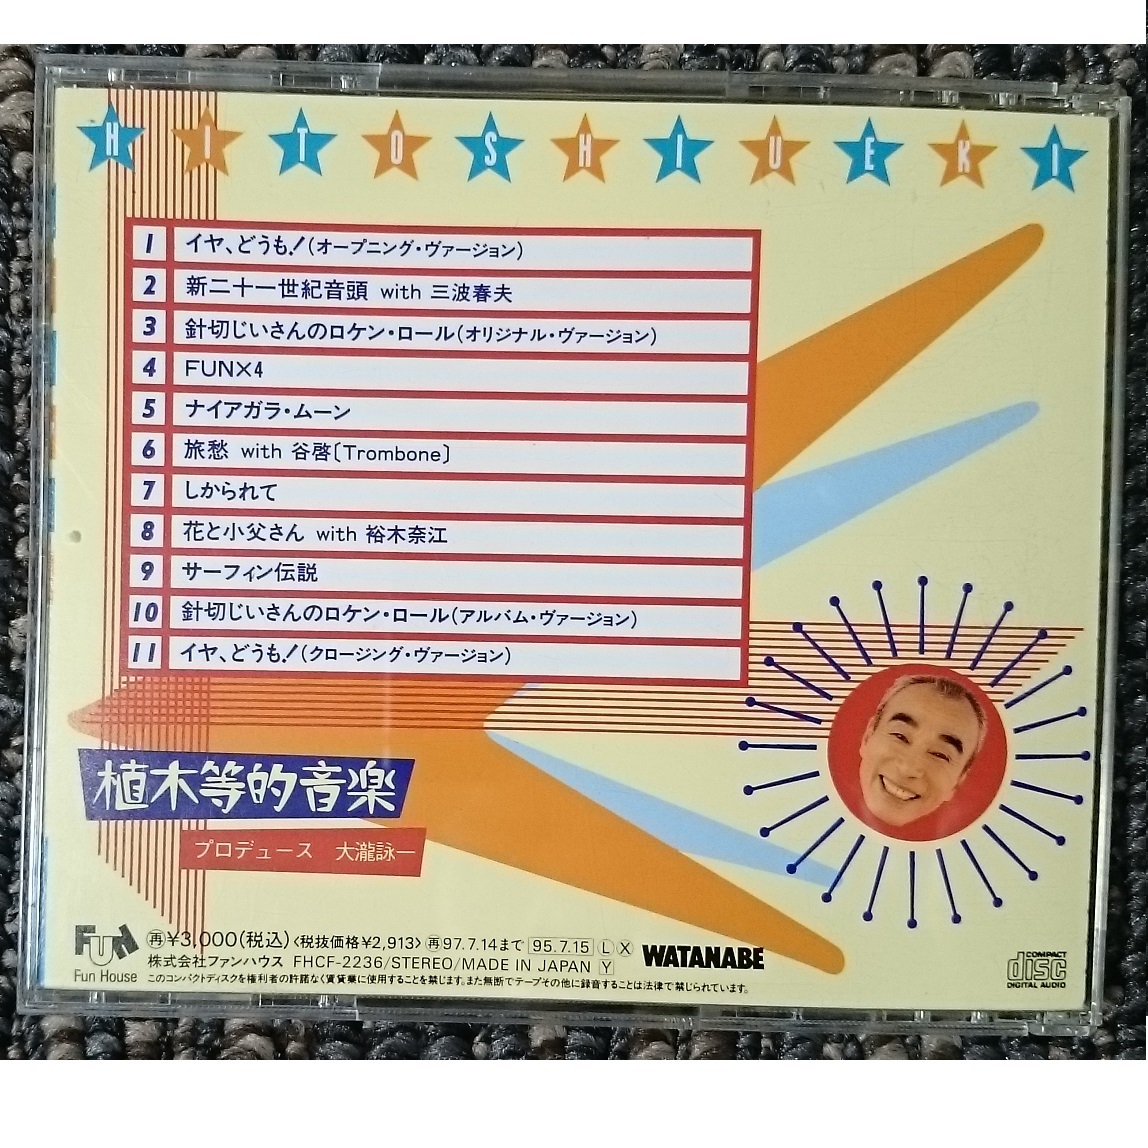 HITOSHI UEKI
1 イヤ、どうも!(オープニング・ヴァージョン)
2 新二十一世紀音頭 with 三波春夫
3 針切じいさんのロケン・ロール(オリジナル・ヴァージョン)
4 FUN×4
5 ナイアガラ・ムーン
6 旅愁 with 谷啓〔Trombone〕
7 しかられて
8 花と小父さん with 裕木奈江
9 サーフィン伝説
10 針切じいさんのロケン・ロール(アルバム・ヴァージョン)
11 イヤ、どうも!(クロージング・ヴァージョン)
植木等的音楽
プロデュース 大瀧詠一
FUN
Fun House
再¥3,000(税込)〈税抜価格¥2,913〉再97.7.14まで 95.7.15 L X
株式会社ファンハウス FHCF-2236/STEREO/MADE IN JAPAN Y
このコンパクトディスクを権利者の許諾なく賃貸業に使用することを禁じます。また無断でテープその他に録音することは法律で禁じられています。
WATANABE
COMPACT
disc
DIGITAL AUDIO